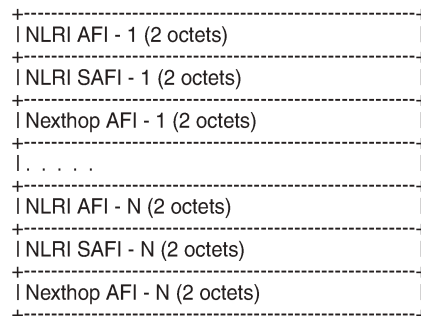 +-----------------------------------------------------------+
| NLRI AFI - 1 (2 octets) |
+-----------------------------------------------------------+
| NLRI SAFI - 1 (2 octets) |
+-----------------------------------------------------------+
| Nexthop AFI - 1 (2 octets) |
+-----------------------------------------------------------+
| . . . . . |
+-----------------------------------------------------------+
| NLRI AFI - N (2 octets) |
+-----------------------------------------------------------+
| NLRI SAFI - N (2 octets) |
+-----------------------------------------------------------+
| Nexthop AFI - N (2 octets) |
+-----------------------------------------------------------+